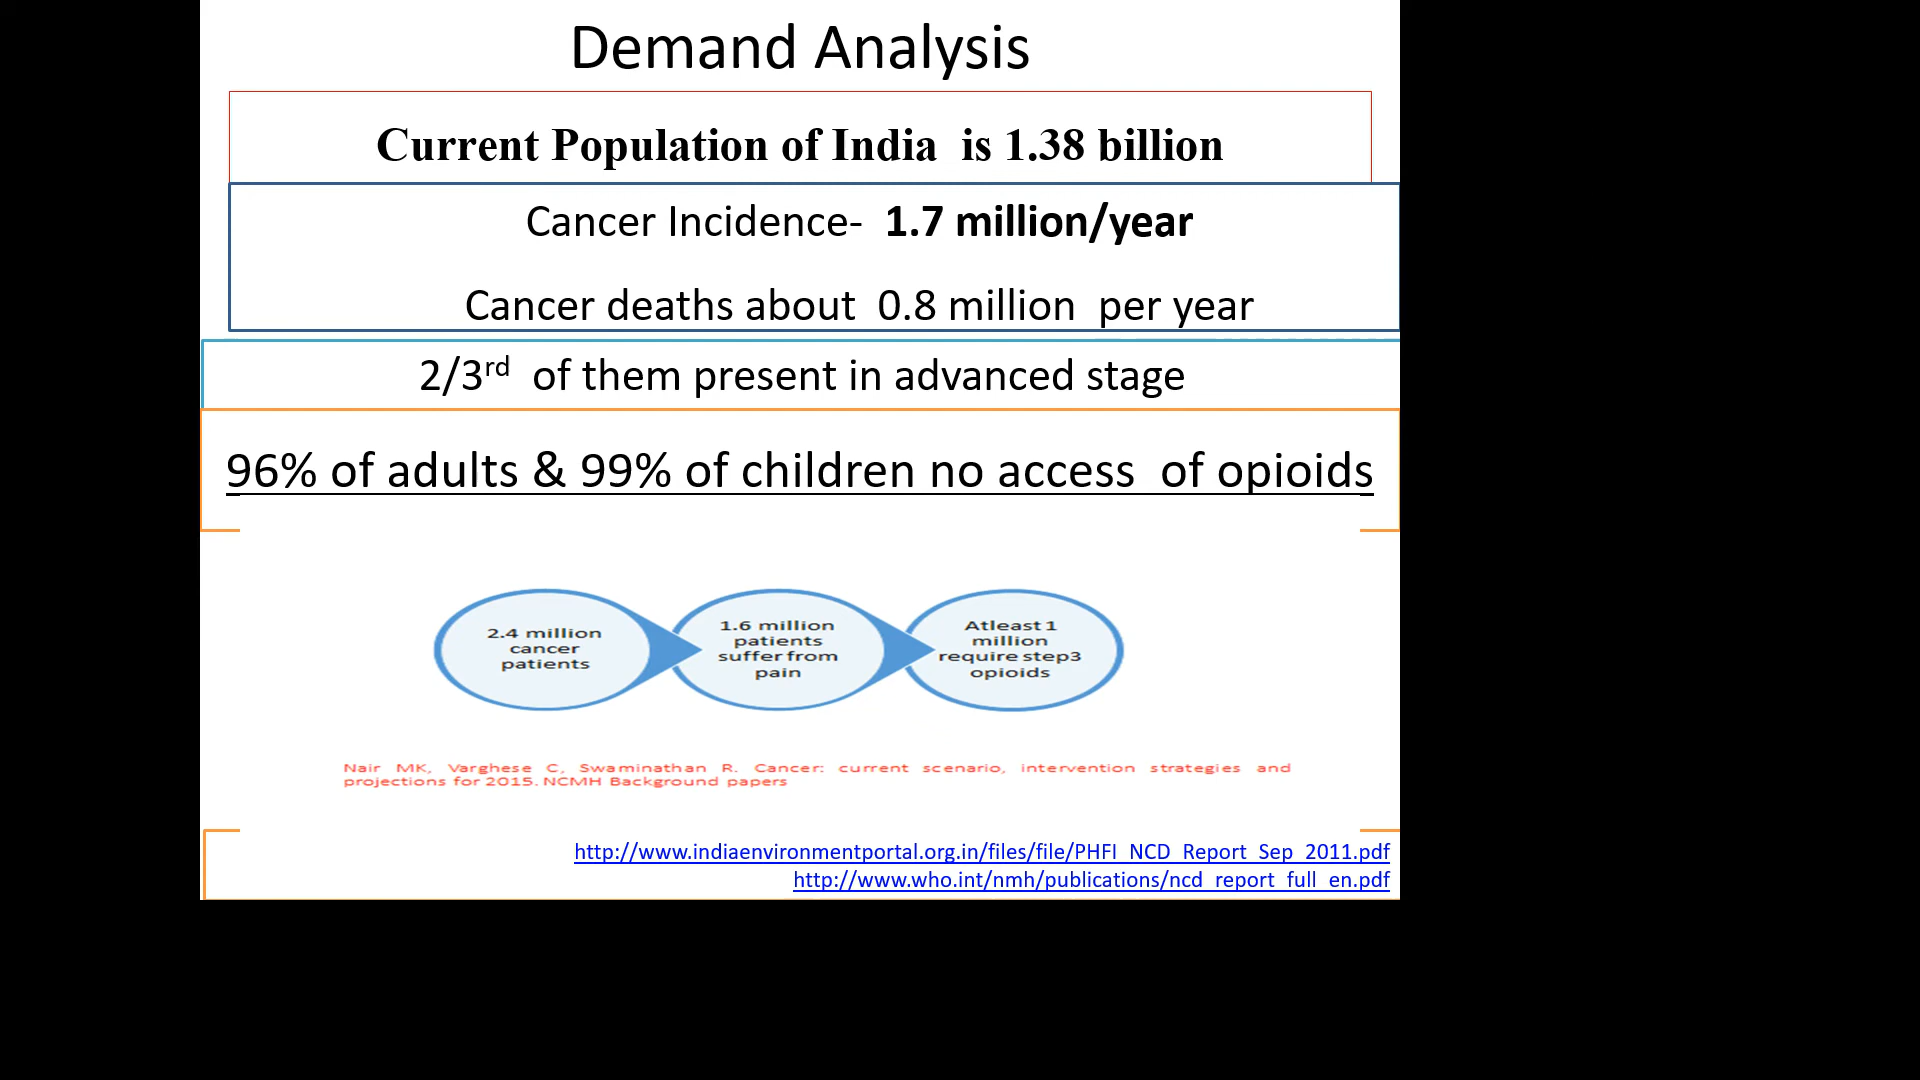 Demand Analysis
Current Population of India is 1.38 billion
Cancer Incidence- 1.7 million/year
Cancer deaths about 0.8 million per year
2/3rd of them present in advanced stage
96% of adults & 99% of children no access of opioids
2.4 million
cancer
patients
1.6 million
patients
suffer from
pain
Atleast 1
million
require step3
opioids
Nair MK, Varghese C, Swaminathan R. Cancer: current scenario, intervention strategies and
projections for 2015. NCMH Background papers
http://www.indiaenvironmentportal.org.in/files/file/PHFI_NCD_Report_Sep_2011.pdf
http://www.who.int/nmh/publications/ncd_report_full_en.pdf